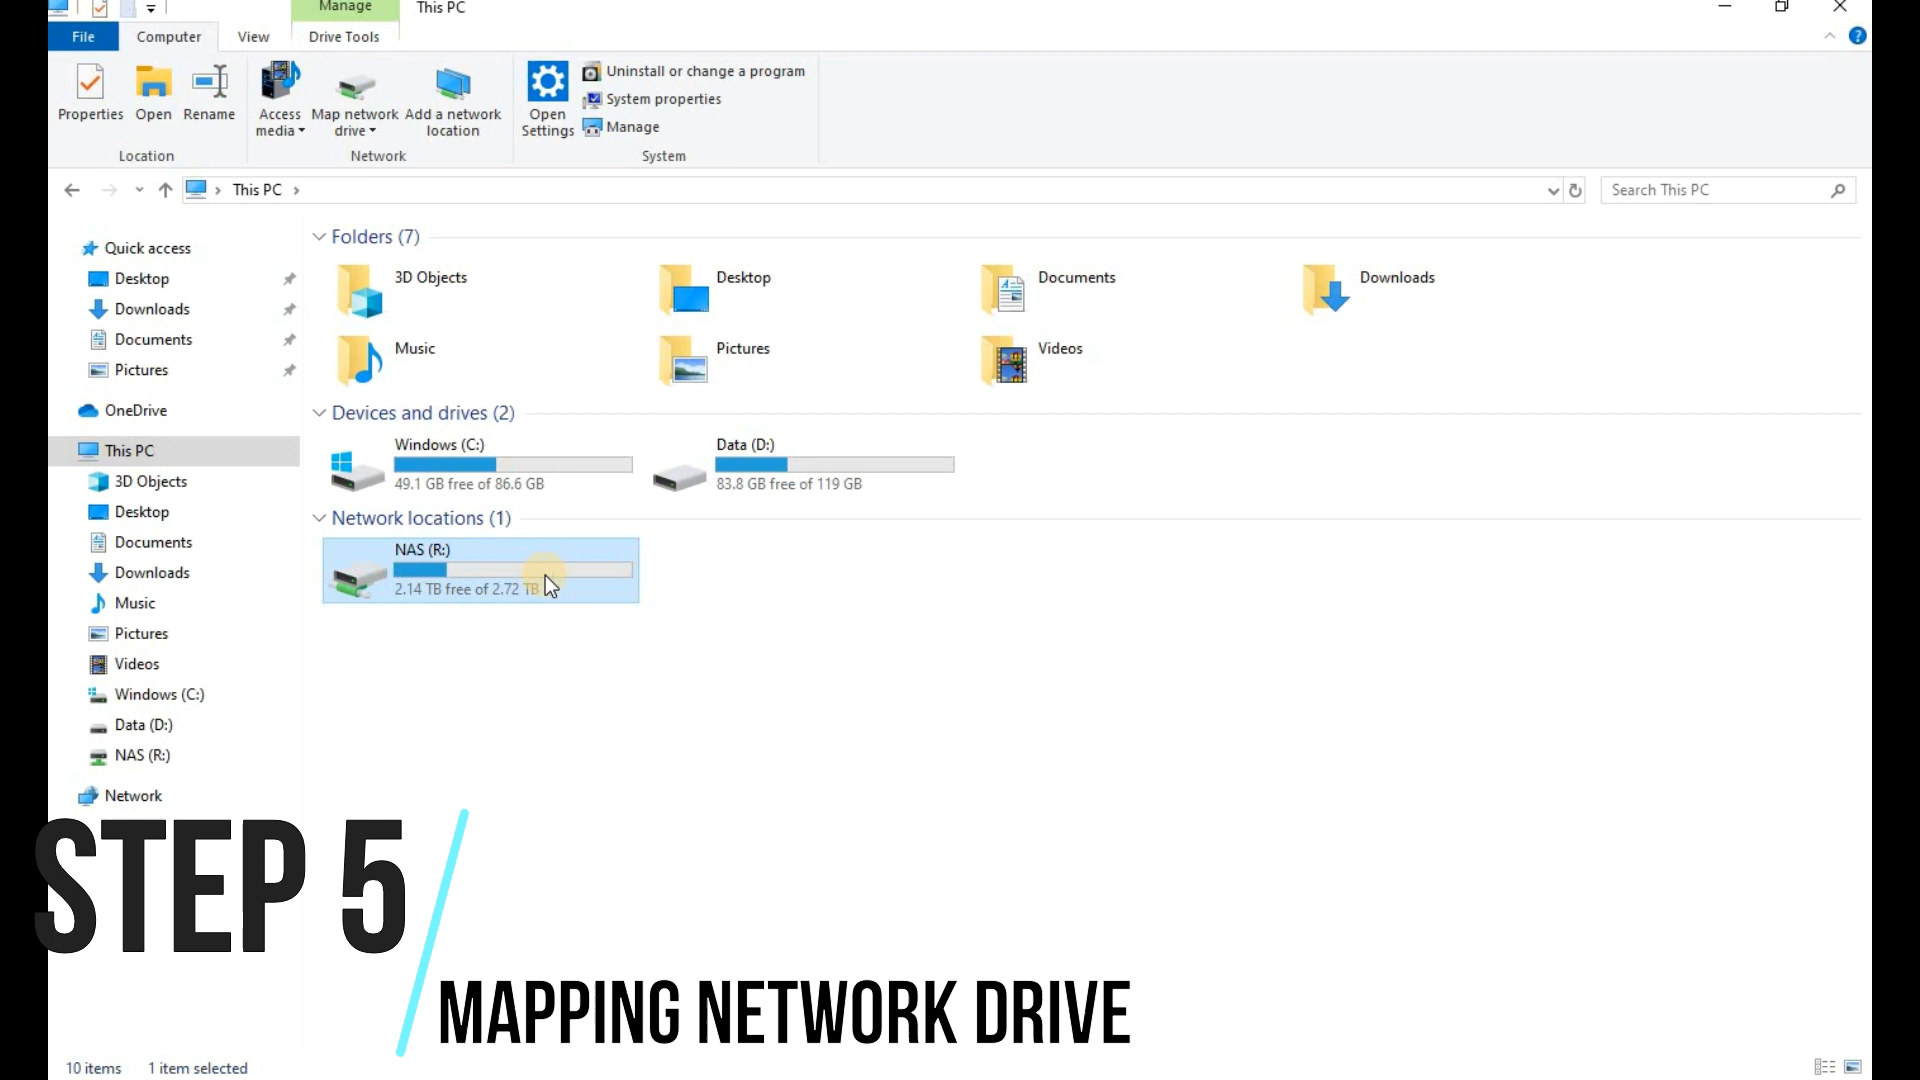 Manage
This PC
File
Computer
View
Drive Tools
Properties
Open
Rename
Access media
Map network drive
Add a network location
Open Settings
Uninstall or change a program
System properties
Manage
Location
Network
System
This PC
Search This PC
Quick access
Desktop
Downloads
Documents
Pictures
OneDrive
This PC
3D Objects
Desktop
Documents
Downloads
Music
Pictures
Videos
Windows (C:)
Data (D:)
NAS (R:)
Network
Folders (7)
3D Objects
Desktop
Documents
Downloads
Music
Pictures
Videos
Devices and drives (2)
Windows (C:)
49.1 GB free of 86.6 GB
Data (D:)
83.8 GB free of 119 GB
Network locations (1)
NAS (R:)
2.14 TB free of 2.72 TB
STEP 5
MAPPING NETWORK DRIVE
10 items
1 item selected